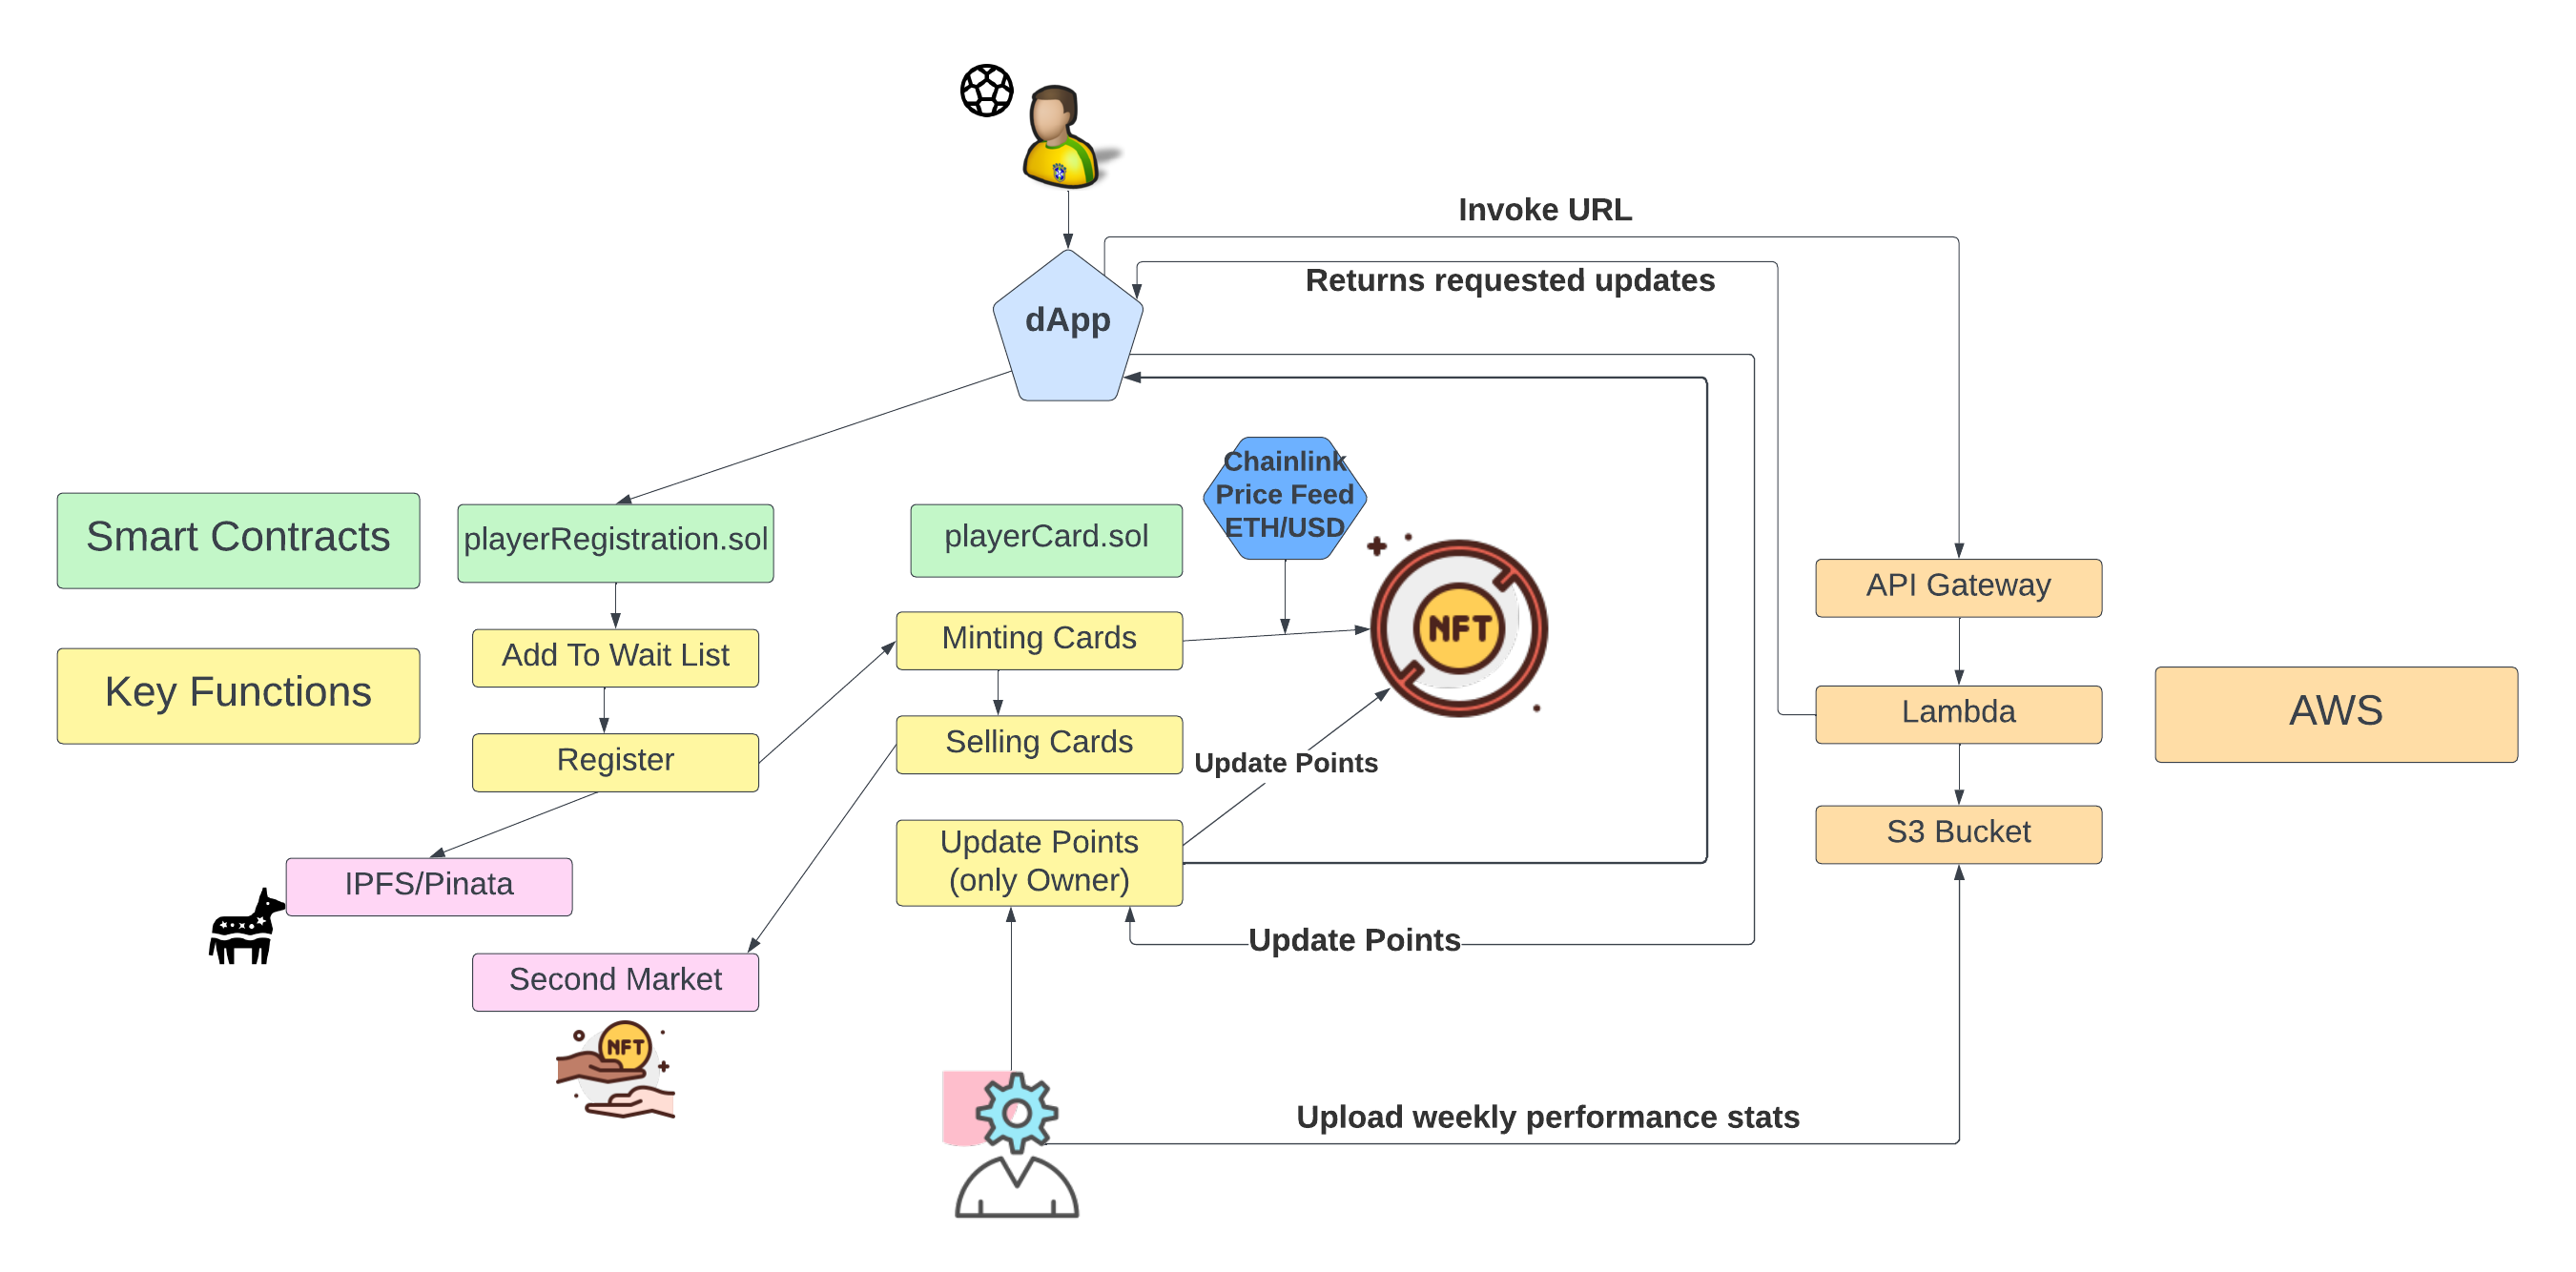 Invoke URL
Returns requested updates
dApp
Chainlink
Price Feed
ETH/USD
Smart Contracts
playerRegistration.sol
playerCard.sol
API Gateway
NFT
Minting Cards
Add To Wait List
Key Functions
Lambda
AWS
Selling Cards
Register
Update Points
S3 Bucket
Update Points
(only Owner)
IPFS/Pinata
Update Points
Second Market
NFT
Upload weekly performance stats